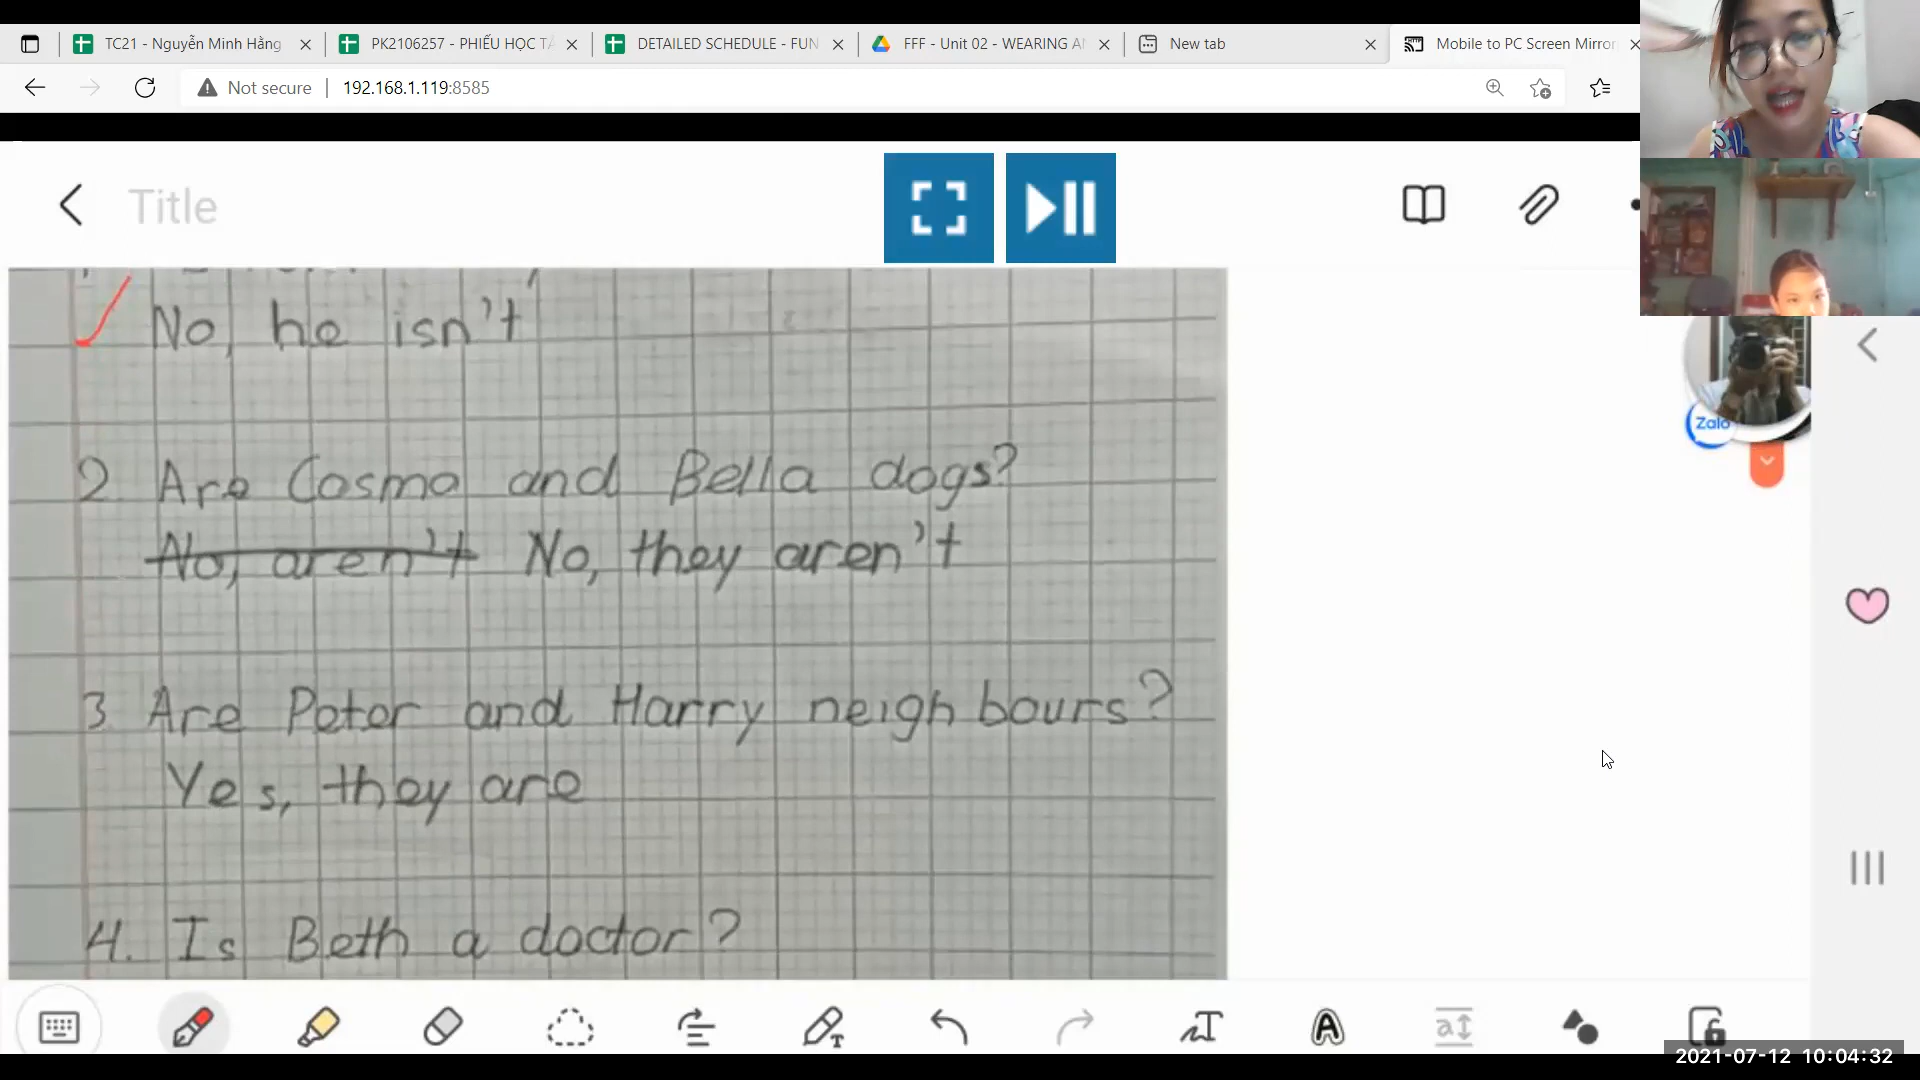 TC21 - Nguyễn Minh Hằng
PK2106257 - PHIẾU HỌC TẬ
DETAILED SCHEDULE - FUN
FFF - Unit 02 - WEARING AN
New tab
Mobile to PC Screen Mirror
Not secure
192.168.1.119:8585
Title
No, he isn't
2. Are Cosmo and Bella dogs?
No, aren't No, they aren't
3. Are Peter and Harry neighbours?
Yes, they are
4. Is Beth a doctor?
Zalo
2021-07-12 10:04:32